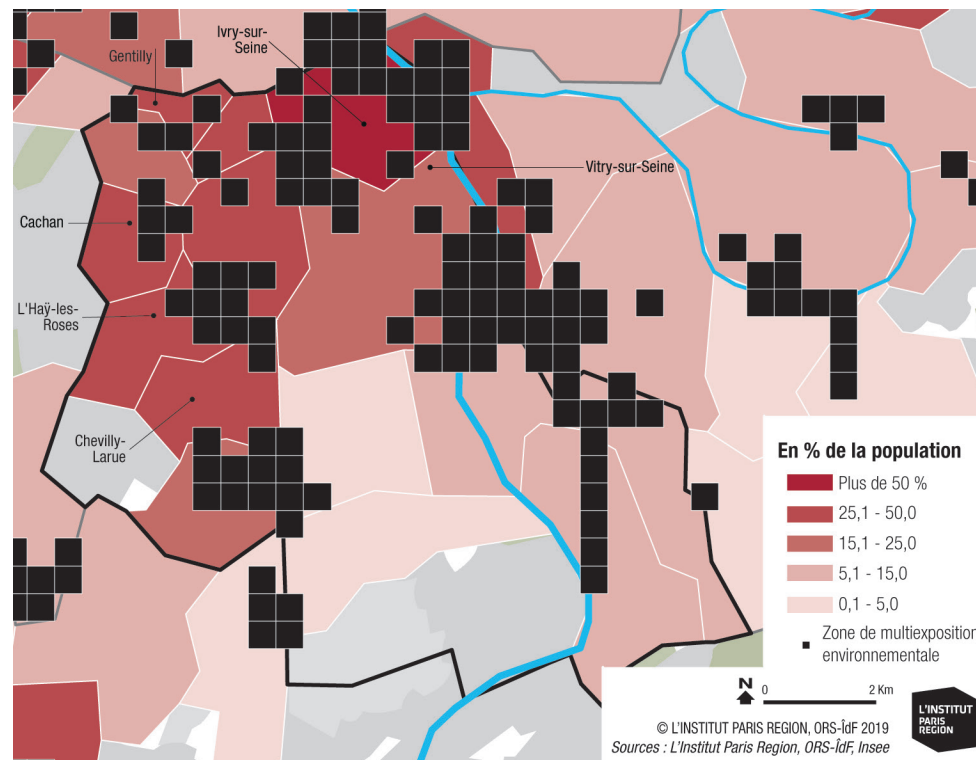 Ivry-sur-
Seine
Gentilly
Vitry-sur-Seine
Cachan
L'Haÿ-les-
Roses
Chevilly-
Larue
En % de la population
Plus de 50 %
25,1 - 50,0
15,1 - 25,0
5,1 - 15,0
0,1 - 5,0
Zone de multiexposition
environnementale
N
0 2 Km
© L'INSTITUT PARIS REGION, ORS-ÎdF 2019
Sources : L'Institut Paris Region, ORS-ÎdF, Insee
L'INSTITUT
PARIS
REGION